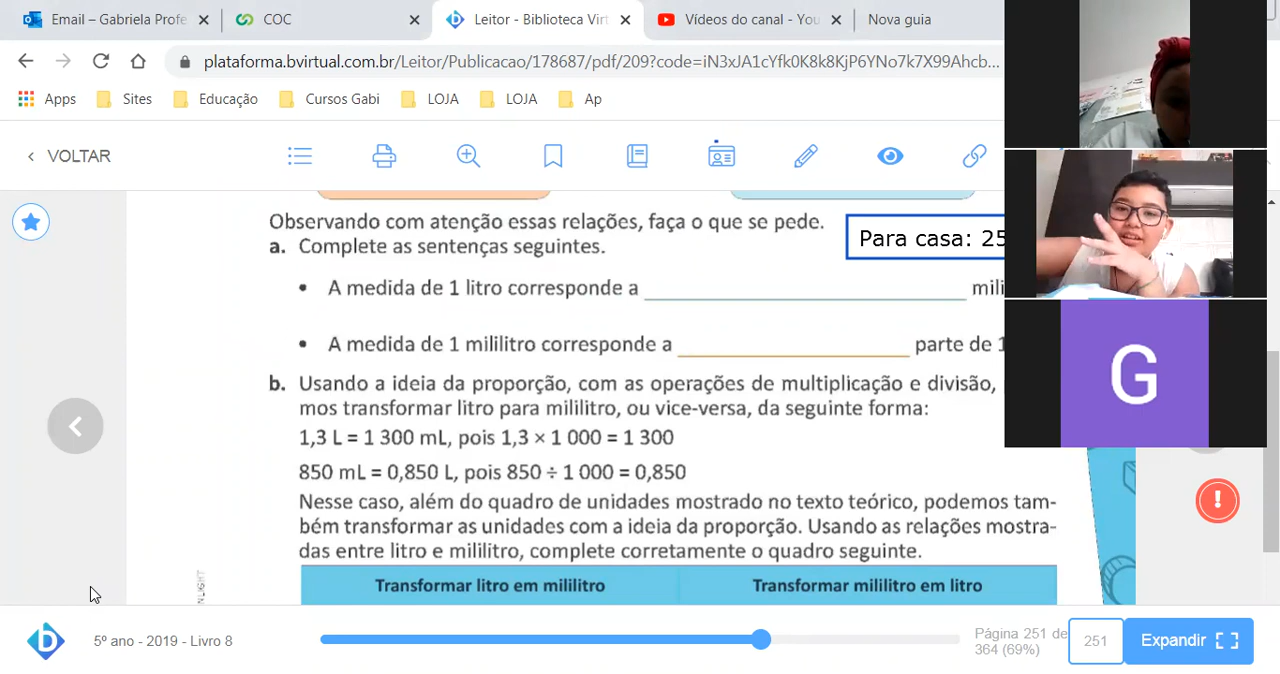 Email – Gabriela Profe
COC
Leitor - Biblioteca Virt
Vídeos do canal - You
Nova guia
plataforma.bvirtual.com.br/Leitor/Publicacao/178687/pdf/209?code=iN3xJA1cYfk0K8k8KjP6YNo7k7X99Ahcb...
Apps
Sites
Educação
Cursos Gabi
LOJA
LOJA
Ap
VOLTAR
Observando com atenção essas relações, faça o que se pede.
Para casa: 25
a. Complete as sentenças seguintes.
• A medida de 1 litro corresponde a ______ mili
• A medida de 1 mililitro corresponde a ______ parte de 1
b. Usando a ideia da proporção, com as operações de multiplicação e divisão,
mos transformar litro para mililitro, ou vice-versa, da seguinte forma:
1,3 L = 1 300 mL, pois 1,3 × 1 000 = 1 300
850 mL = 0,850 L, pois 850 ÷ 1 000 = 0,850
Nesse caso, além do quadro de unidades mostrado no texto teórico, podemos tam-
bém transformar as unidades com a ideia da proporção. Usando as relações mostra-
das entre litro e mililitro, complete corretamente o quadro seguinte.
Transformar litro em mililitro
Transformar mililitro em litro
G
5º ano - 2019 - Livro 8
Página 251 de
364 (69%)
251
Expandir